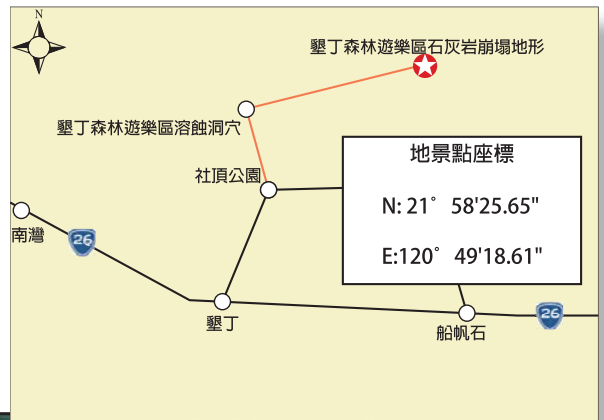 N
墾丁森林遊樂區石灰岩崩塌地形
墾丁森林遊樂區溶蝕洞穴
社頂公園
地景點座標
N: 21° 58'25.65"
E:120° 49'18.61"
南灣
26
墾丁
船帆石
26